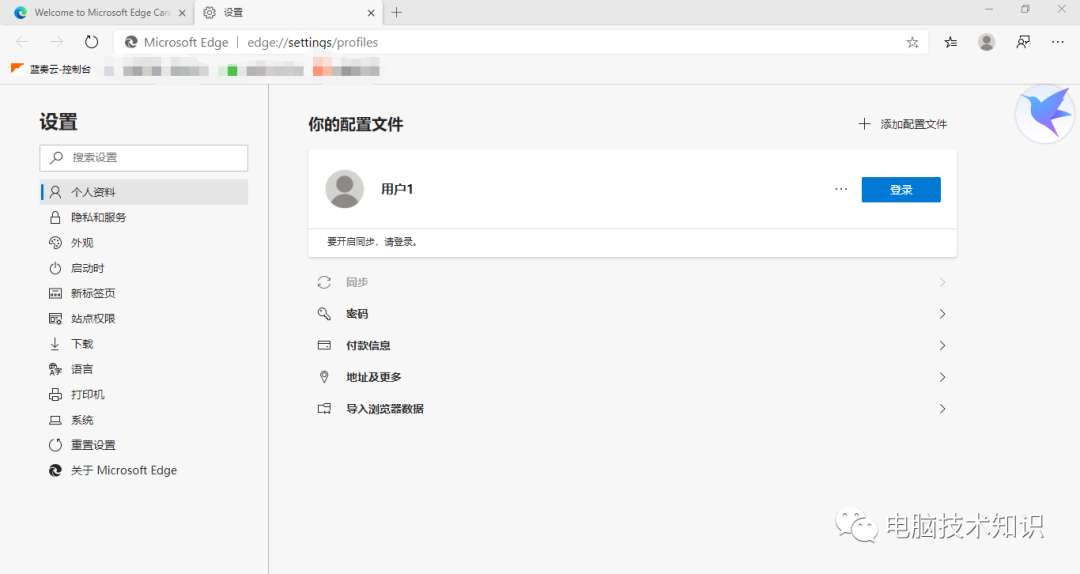 Welcome to Microsoft Edge Can
设置
Microsoft Edge | edge://settings/profiles
蓝奏云-控制台
设置
搜索设置
个人资料
隐私和服务
外观
启动时
新标签页
站点权限
下载
语言
打印机
系统
重置设置
关于 Microsoft Edge
你的配置文件
添加配置文件
用户1
登录
要开启同步，请登录。
同步
密码
付款信息
地址及更多
导入浏览器数据
电脑技术知识